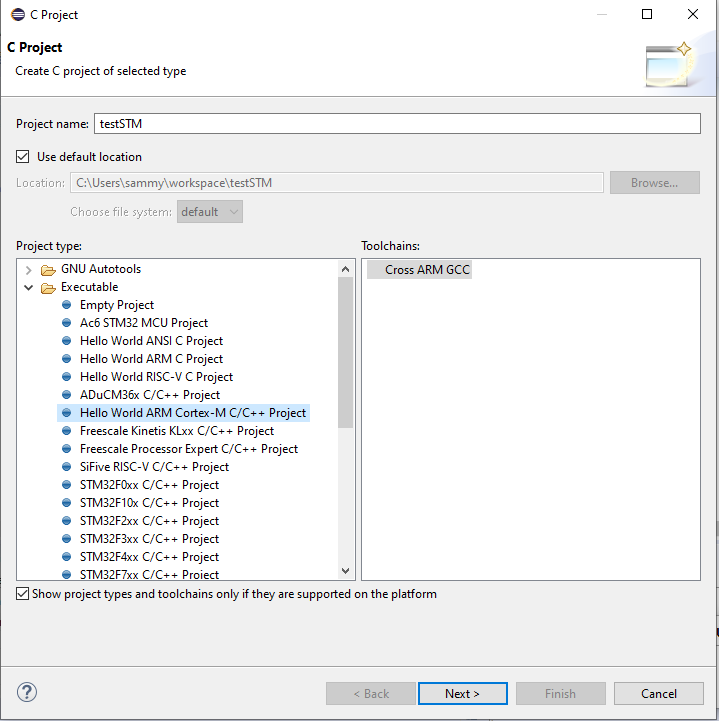 C Project
C Project
Create C project of selected type
Project name: testSTM
Use default location
Location: C:\Users\sammy\workspace\testSTM Browse...
Choose file system: default
Project type: Toolchains:
GNU Autotools Cross ARM GCC
Executable
Empty Project
Ac6 STM32 MCU Project
Hello World ANSI C Project
Hello World ARM C Project
Hello World RISC-V C Project
ADuCM36x C/C++ Project
Hello World ARM Cortex-M C/C++ Project
Freescale Kinetis KLxx C/C++ Project
Freescale Processor Expert C/C++ Project
SiFive RISC-V C/C++ Project
STM32F0xx C/C++ Project
STM32F10x C/C++ Project
STM32F2xx C/C++ Project
STM32F3xx C/C++ Project
STM32F4xx C/C++ Project
STM32F7xx C/C++ Project
Show project types and toolchains only if they are supported on the platform
? < Back Next > Finish Cancel